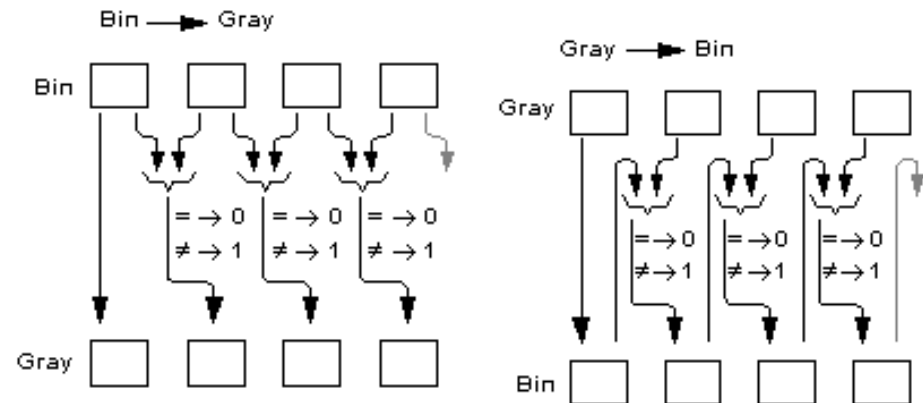 Bin → Gray
Bin
= → 0 = → 0 = → 0
≠ → 1 ≠ → 1 ≠ → 1
Gray
Gray → Bin
Gray
= → 0 = → 0 = → 0
≠ → 1 ≠ → 1 ≠ → 1
Bin